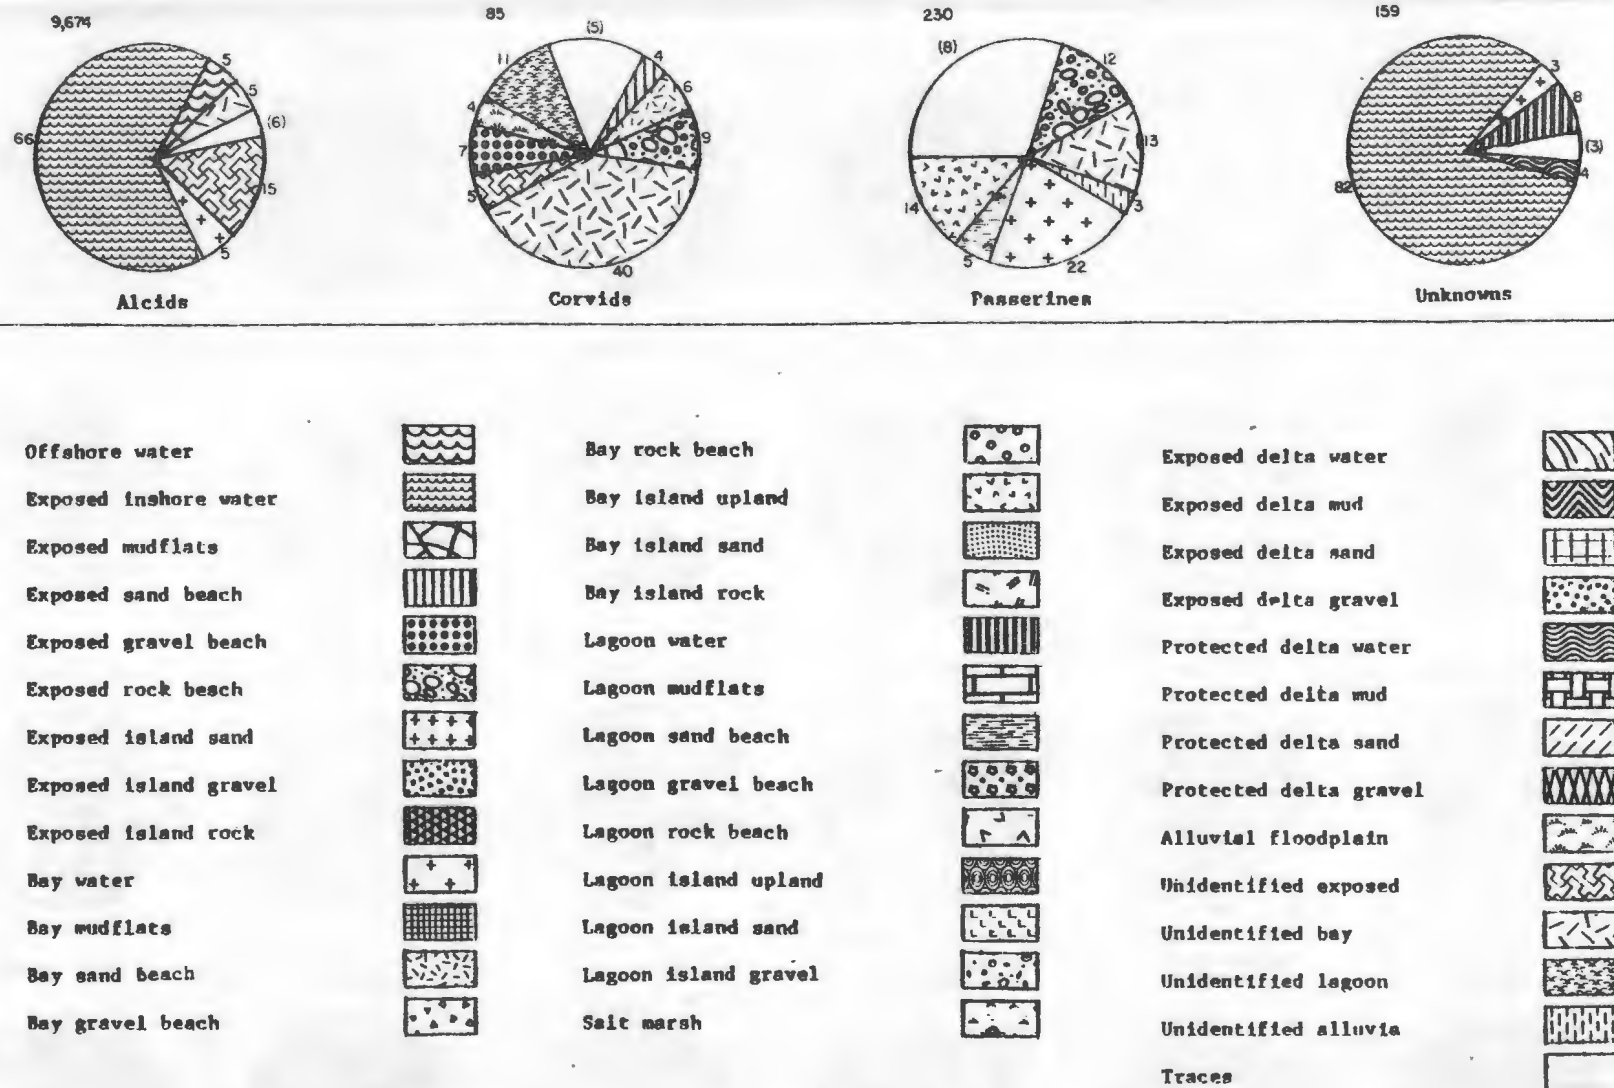 9,674
5
5
(6)
66
15
5
Alcids
85
(5)
11
4
6
4
9
7
5
40
Corvids
230
(8)
12
13
14
3
5
22
Passerines
159
3
8
(3)
82
4
Unknowns
Offshore water
Exposed inshore water
Exposed mudflats
Exposed sand beach
Exposed gravel beach
Exposed rock beach
Exposed island sand
Exposed island gravel
Exposed island rock
Bay water
Bay mudflats
Bay sand beach
Bay gravel beach
Bay rock beach
Bay island upland
Bay island sand
Bay island rock
Lagoon water
Lagoon mudflats
Lagoon sand beach
Lagoon gravel beach
Lagoon rock beach
Lagoon island upland
Lagoon island sand
Lagoon island gravel
Salt marsh
Exposed delta water
Exposed delta mud
Exposed delta sand
Exposed delta gravel
Protected delta water
Protected delta mud
Protected delta sand
Protected delta gravel
Alluvial floodplain
Unidentified exposed
Unidentified bay
Unidentified lagoon
Unidentified alluvia
Traces